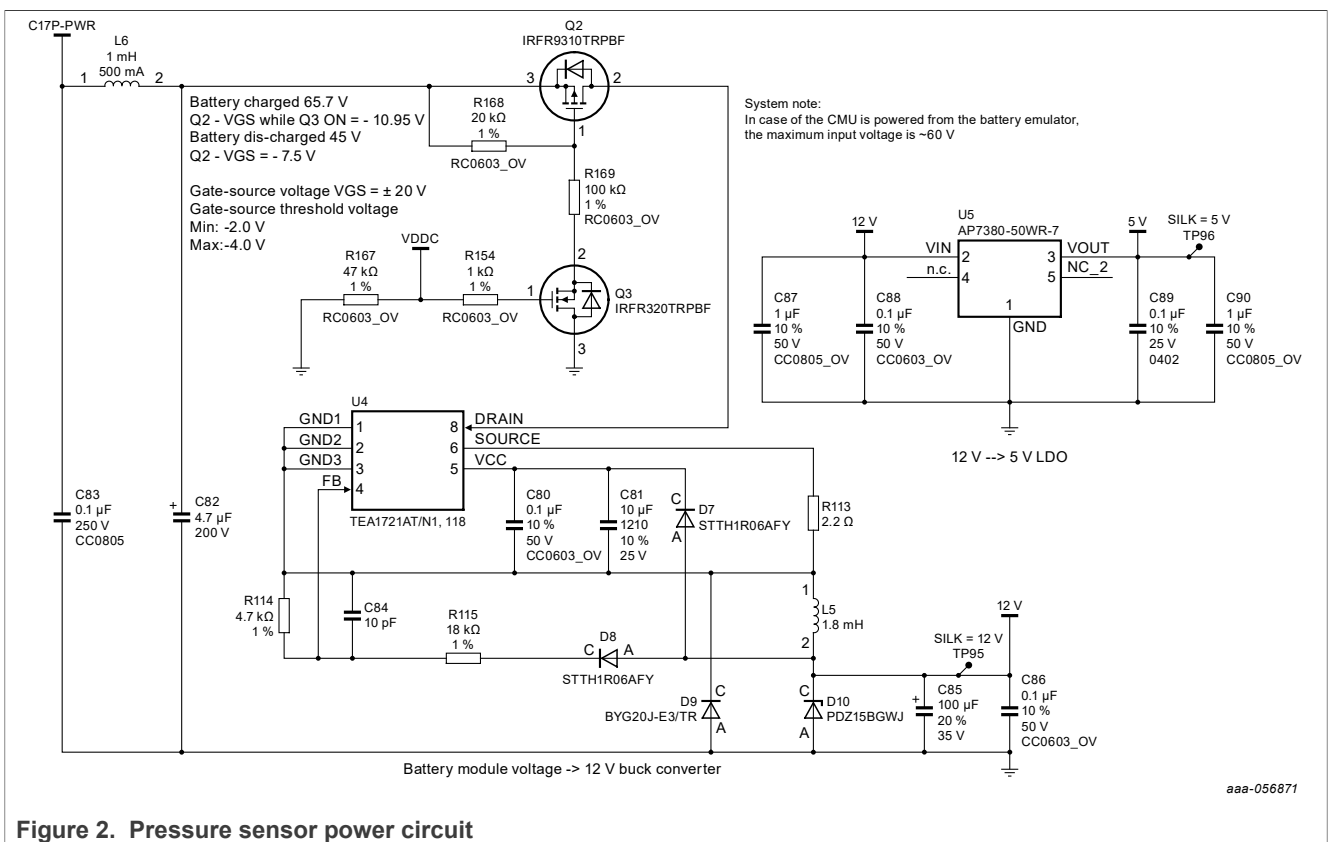 C17P-PWR
L6
1 mH
500 mA
1
2
Q2
IRFR9310TRPBF
3
2
1
Battery charged 65.7 V
Q2 - VGS while Q3 ON = - 10.95 V
Battery dis-charged 45 V
Q2 - VGS = - 7.5 V
Gate-source voltage VGS = ± 20 V
Gate-source threshold voltage
Min: -2.0 V
Max:-4.0 V
R168
20 kΩ
1 %
RC0603_OV
R169
100 kΩ
1 %
RC0603_OV
System note:
In case of the CMU is powered from the battery emulator,
the maximum input voltage is ~60 V
VDDC
R167
47 kΩ
1 %
RC0603_OV
R154
1 kΩ
1 %
RC0603_OV
2
1
3
Q3
IRFR320TRPBF
12 V
U5
AP7380-50WR-7
VIN
2
n.c.
4
3
VOUT
5
NC_2
1
GND
5 V
SILK = 5 V
TP96
C87
1 µF
10 %
50 V
CC0805_OV
C88
0.1 µF
10 %
50 V
CC0603_OV
C89
0.1 µF
10 %
25 V
0402
C90
1 µF
10 %
50 V
CC0805_OV
12 V --> 5 V LDO
U4
GND1
1
GND2
2
GND3
3
FB
4
8
DRAIN
6
SOURCE
5
VCC
TEA1721AT/N1, 118
C83
0.1 µF
250 V
CC0805
+
C82
4.7 µF
200 V
C80
0.1 µF
10 %
50 V
CC0603_OV
C81
10 µF
1210
10 %
25 V
C
D7
STTH1R06AFY
A
R113
2.2 Ω
R114
4.7 kΩ
1 %
C84
10 pF
R115
18 kΩ
1 %
D8
C
A
STTH1R06AFY
1
L5
1.8 mH
2
D9
BYG20J-E3/TR
C
A
C
D10
PDZ15BGWJ
A
SILK = 12 V
TP95
12 V
+
C85
100 µF
20 %
35 V
C86
0.1 µF
10 %
50 V
CC0603_OV
Battery module voltage -> 12 V buck converter
aaa-056871
Figure 2. Pressure sensor power circuit